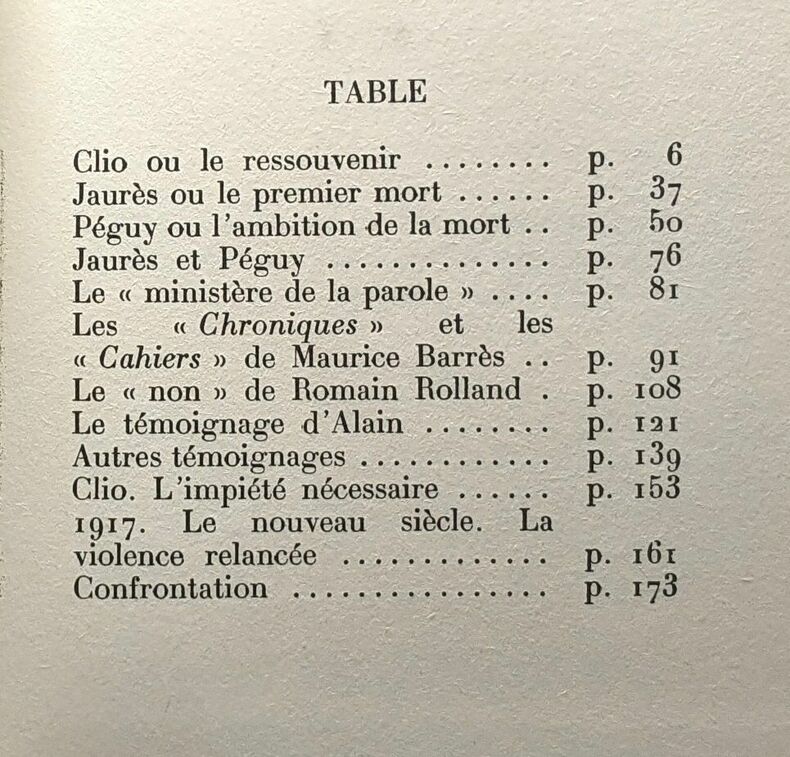 TABLE
Clio ou le ressouvenir ........ p. 6
Jaurès ou le premier mort ...... p. 37
Péguy ou l'ambition de la mort .. p. 50
Jaurès et Péguy .............. p. 76
Le « ministère de la parole » .... p. 81
Les « Chroniques » et les
« Cahiers » de Maurice Barrès .. p. 91
Le « non » de Romain Rolland . p. 108
Le témoignage d'Alain ........ p. 121
Autres témoignages ............ p. 139
Clio. L'impiété nécessaire ...... p. 153
1917. Le nouveau siècle. La
violence relancée ............. p. 161
Confrontation ................ p. 173